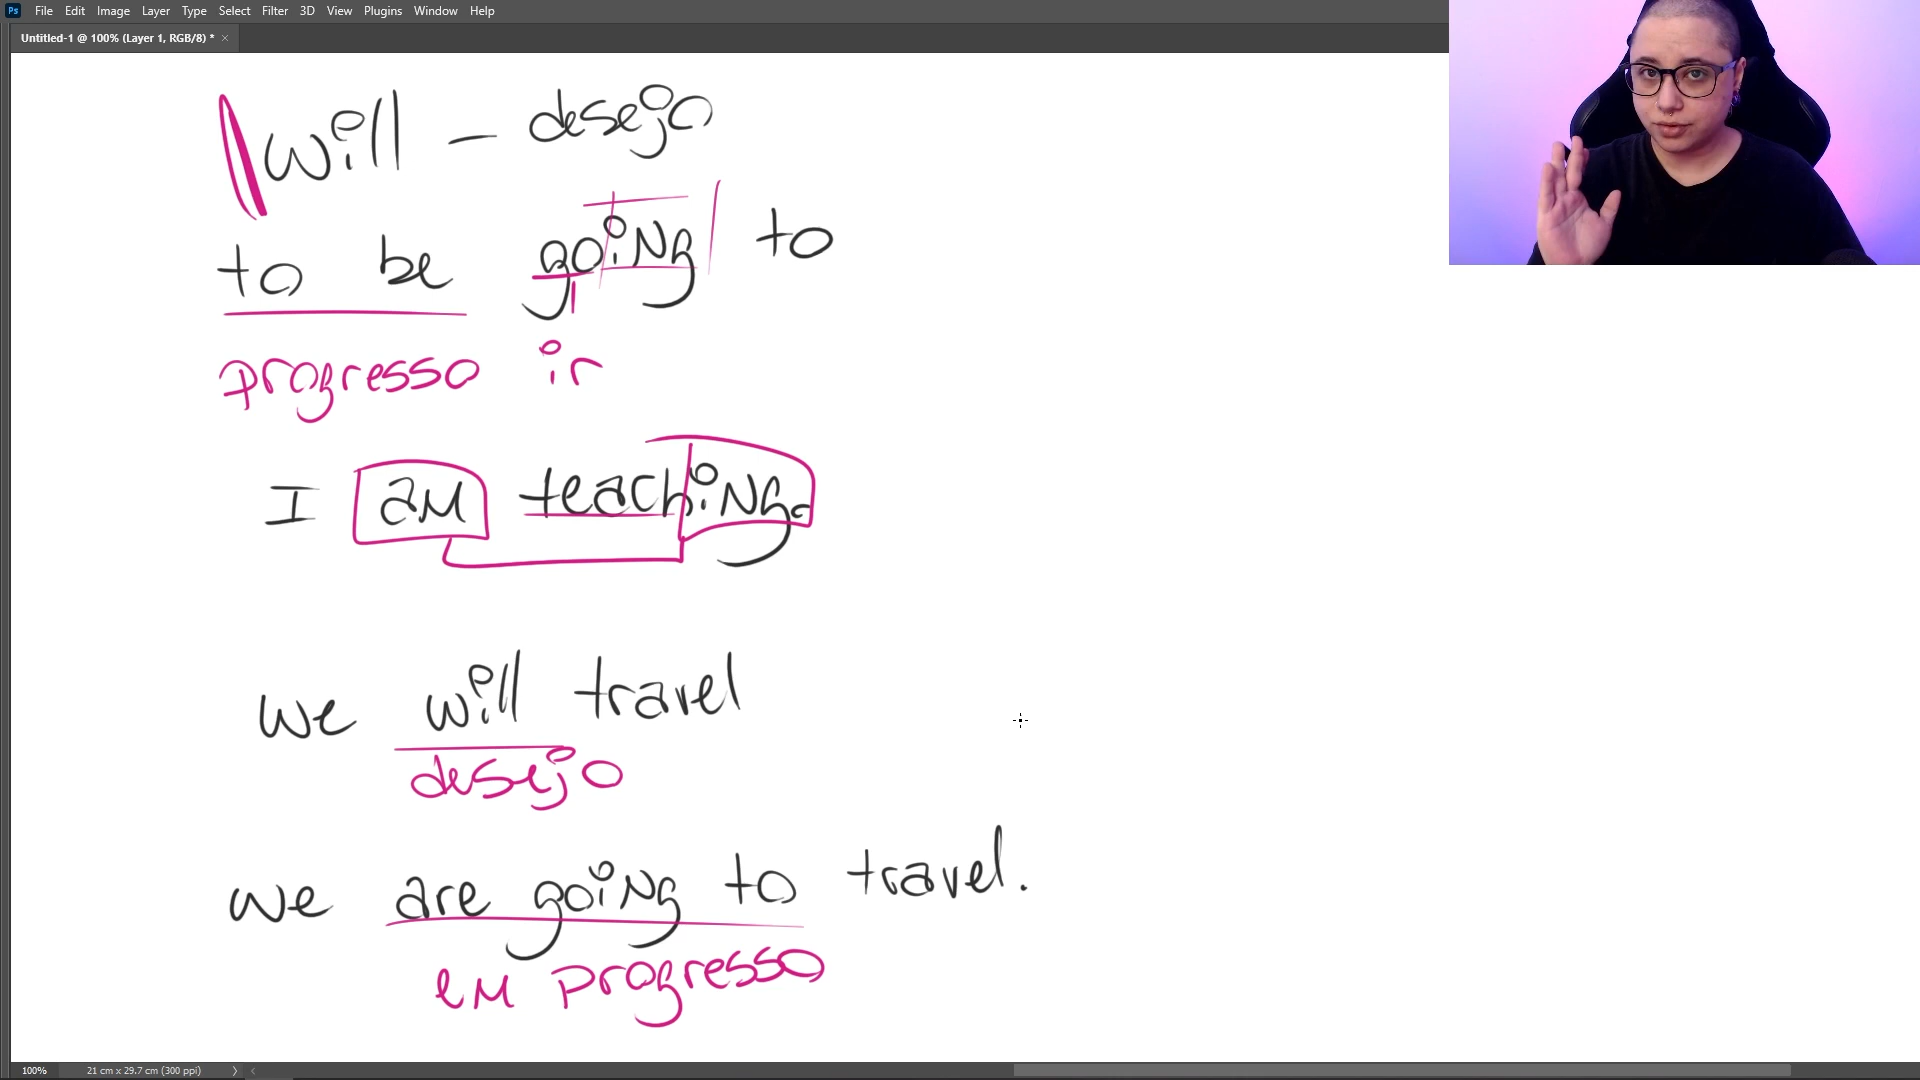 Ps File Edit Image Layer Type Select Filter 3D View Plugins Window Help
Untitled-1 @ 100% (Layer 1, RGB/8) * ×
will - desejo
to be going to
progresso ir
I am teaching.
we will travel
desejo
we are going to travel.
em progresso
100% 21 cm x 29.7 cm (300 ppi)